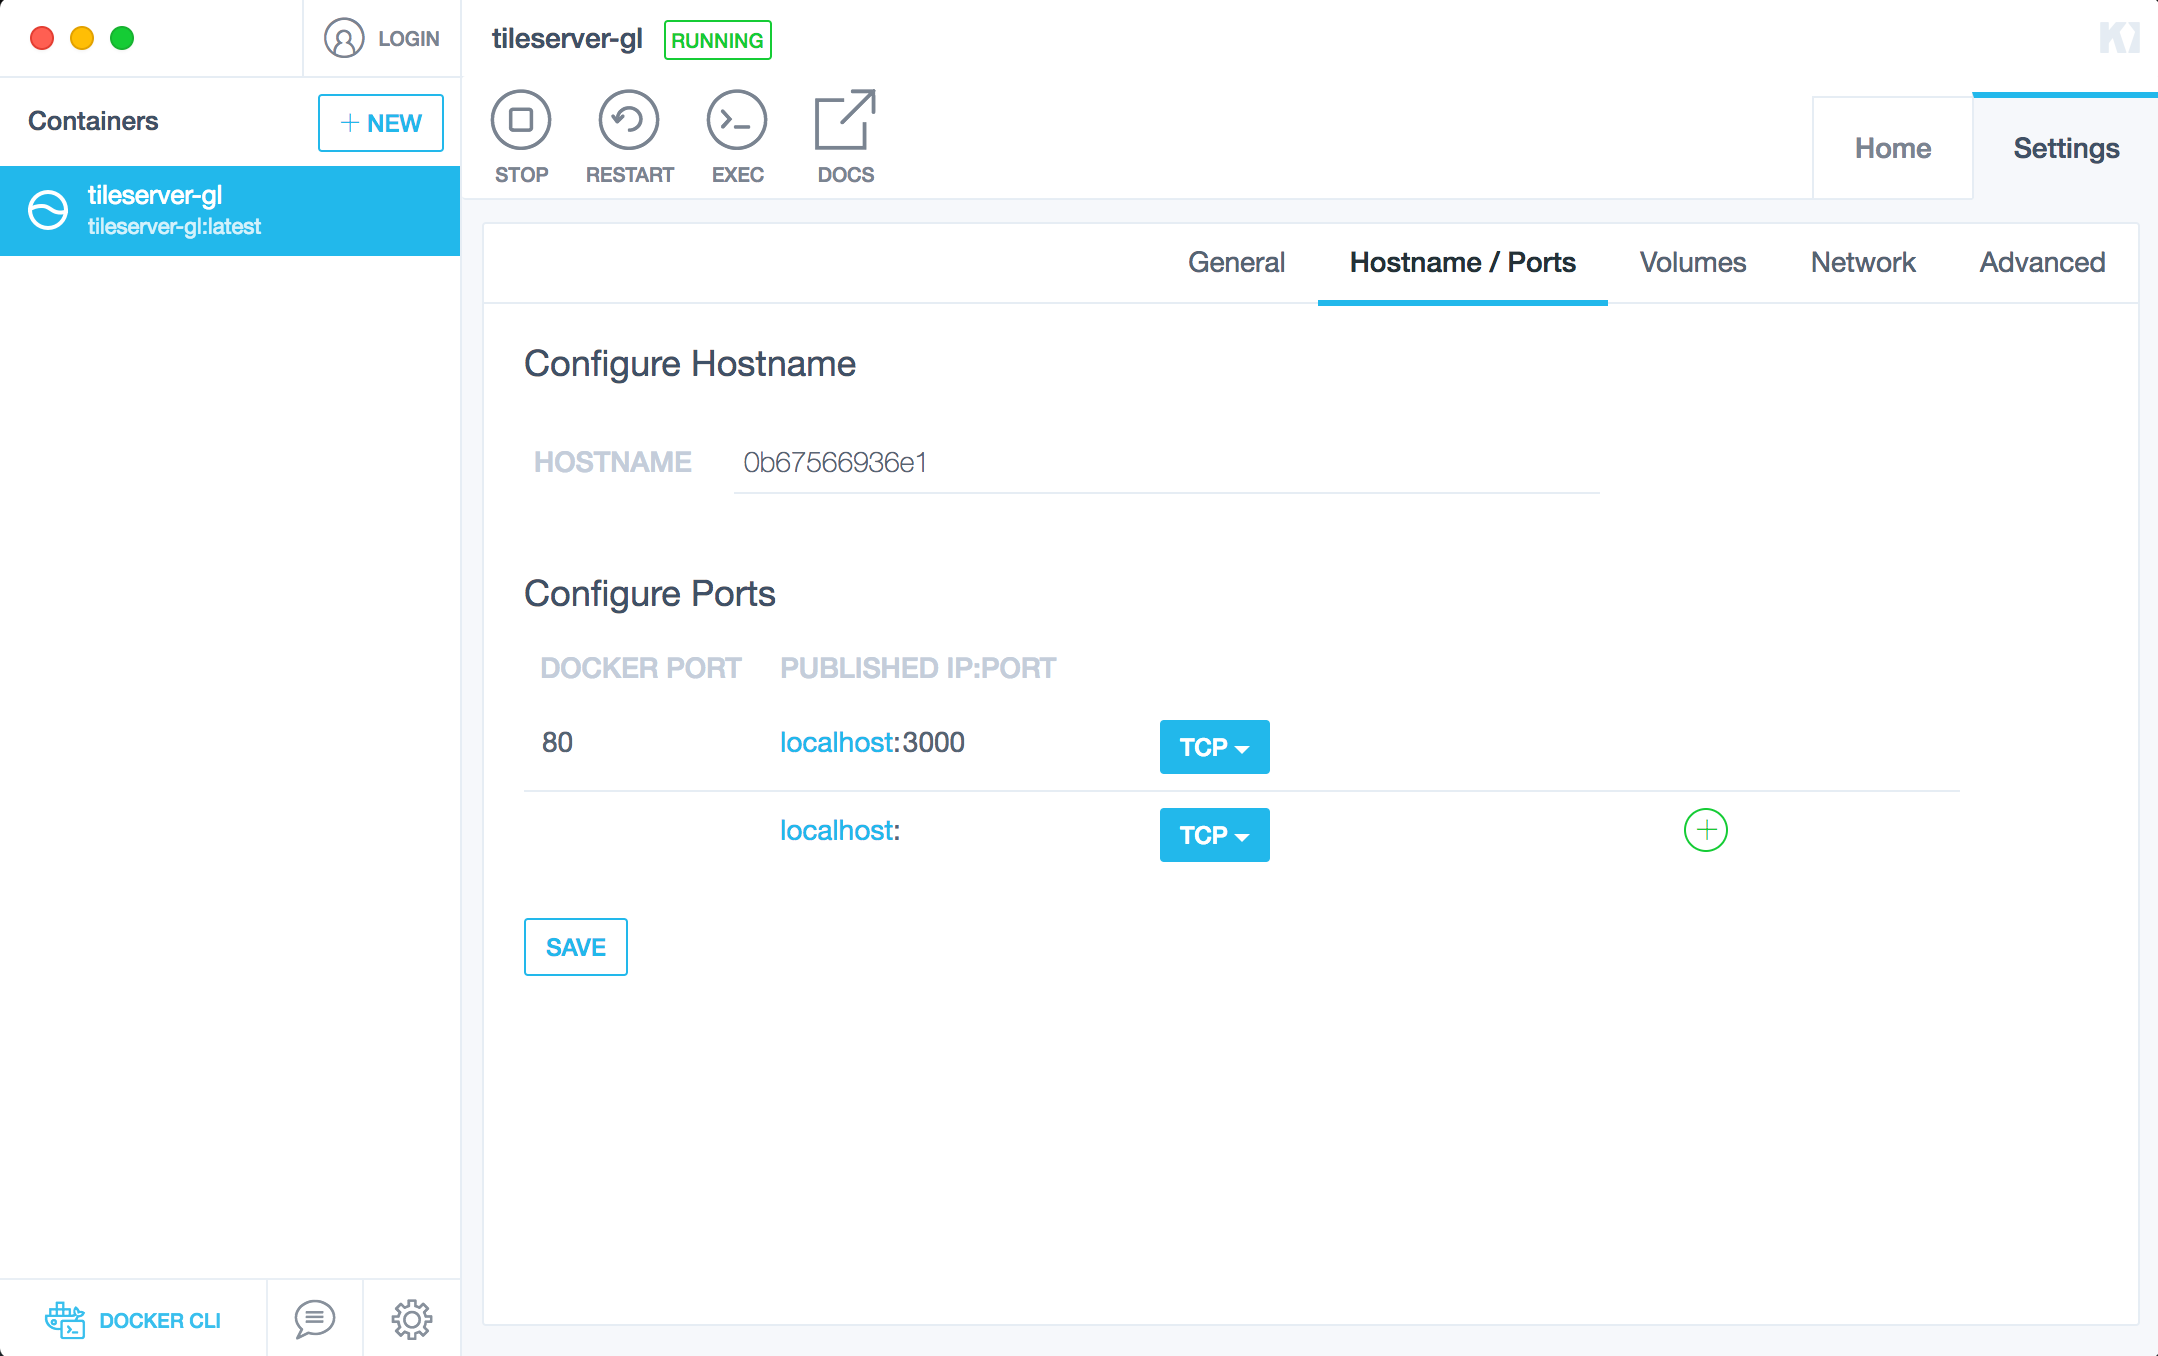 LOGIN
tileserver-gl
RUNNING
Containers
+ NEW
STOP
RESTART
EXEC
DOCS
Home
Settings
tileserver-gl
tileserver-gl:latest
General
Hostname / Ports
Volumes
Network
Advanced
Configure Hostname
HOSTNAME
0b67566936e1
Configure Ports
DOCKER PORT
PUBLISHED IP:PORT
80
localhost:3000
TCP
localhost:
TCP
SAVE
DOCKER CLI